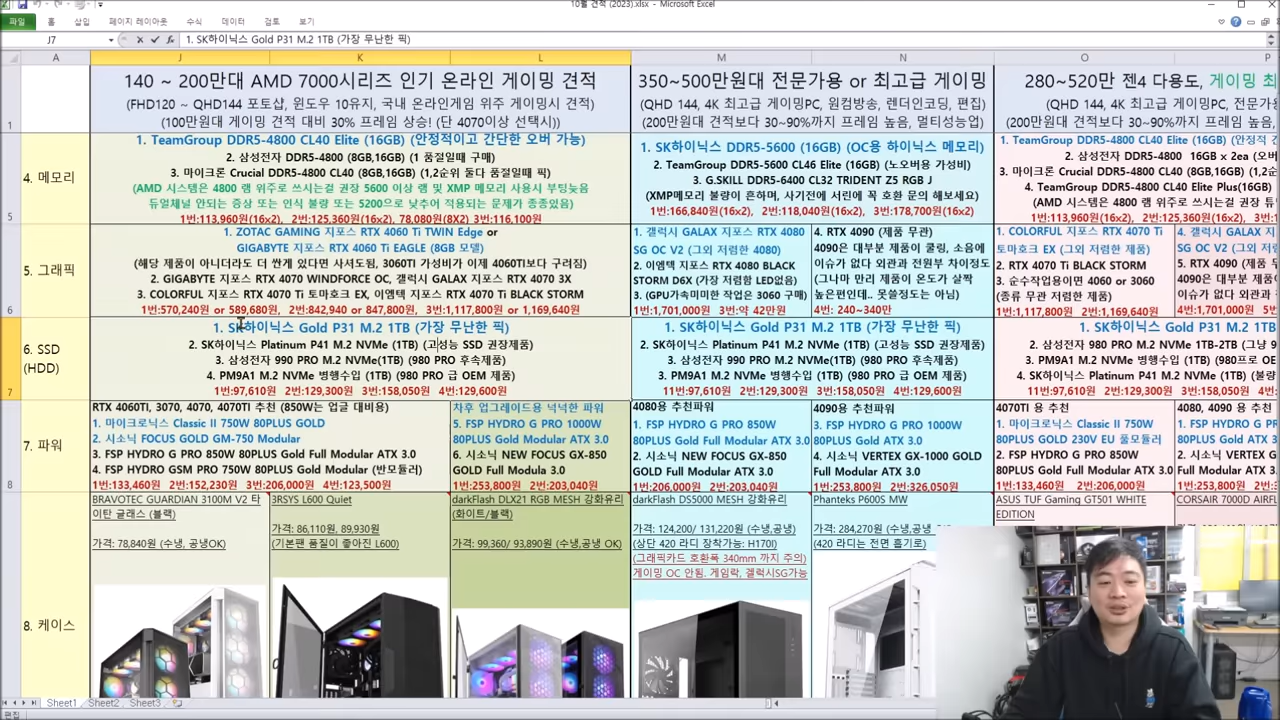 10월 견적 (2023).xlsx - Microsoft Excel
파일 홈 삽입 페이지 레이아웃 수식 데이터 검토 보기
J7 1. SK하이닉스 Gold P31 M.2 1TB (가장 무난한 픽)
A J K L M N O P
1
140 ~ 200만대 AMD 7000시리즈 인기 온라인 게이밍 견적
(FHD120 ~ QHD144 포토샵, 윈도우 10유지, 국내 온라인게임 위주 게이밍시 견적)
(100만원대 게이밍 견적 대비 30% 프레임 상승! (단 4070이상 선택시))
350~500만원대 전문가용 or 최고급 게이밍
(QHD 144, 4K 최고급 게이밍PC, 원컴방송, 렌더인코딩, 편집)
(200만원대 견적보다 30~90%까지 프레임 높음, 멀티성능업)
280~520만 젠4 다용도, 게이밍
(QHD 144, 4K 최고급 게이밍PC, 전문가용
(200만원대 견적보다 30~90%까지 프레임 높음,
4. 메모리
5
1. TeamGroup DDR5-4800 CL40 Elite (16GB) (안정적이고 간단한 오버 가능)
2. 삼성전자 DDR5-4800 (8GB,16GB) (1 품절일때 구매)
3. 마이크론 Crucial DDR5-4800 (8GB,16GB) (1,2순위 둘다 품절일때 픽)
(AMD 시스템은 4800 램 위주로 쓰시는걸 권장 5600 이상 램 및 XMP 메모리 사용시 부팅늦음
듀얼채널 안되는 증상 또는 인식 불량 또는 5200으로 낮추어 적용되는 문제가 종종있음)
1번:113,960원(16x2), 2번:125,360원(16x2), 78,080원(8X2) 3번:116,100원
1. SK하이닉스 DDR5-5600 (16GB) (OC용 하이닉스 메모리)
2. TeamGroup DDR5-5600 CL46 Elite (16GB) (노오버용 가성비)
3. G.SKILL DDR5-6400 CL32 TRIDENT Z5 RGB J
(XMP메모리 불량이 흔하며, 사기전에 서린에 꼭 호환 문의 해보세요)
1번:166,840원(16x2), 2번:118,040원(16x2), 3번:178,700원(16x2)
1. TeamGroup DDR5-4800 CL40 Elite (16GB) (안정적
2. 삼성전자 DDR5-4800 16GB x 2ea (오버
3. 마이크론 Crucial DDR5-4800 (16GB)
4. TeamGroup DDR5-4800 CL40 Elite Plus(16GB)
(AMD 시스템은 4800 램 위주로 쓰시는걸 권장 듀
1번:113,960원(16x2), 2번:125,360원(16x2), 3번
5. 그래픽
6
1. ZOTAC GAMING 지포스 RTX 4060 Ti TWIN Edge or
GIGABYTE 지포스 RTX 4060 Ti EAGLE (8GB 모델)
(해당 제품이 아니더라도 더 싼게 있다면 사셔도됨, 3060TI 가성비가 이제 4060Ti보다 구려짐)
2. GIGABYTE 지포스 RTX 4070 WINDFORCE OC, 갤럭시 GALAX 지포스 RTX 4070 3X
3. COLORFUL 지포스 RTX 4070 Ti 토마호크 EX, 이엠텍 지포스 RTX 4070 Ti BLACK STORM
1번:570,240원 or 589,680원, 2번:842,940 or 847,800원, 3번:1,117,800원 or 1,169,640원
1. 갤럭시 GALAX 지포스 RTX 4080
SG OC V2 (그외 저렴한 4080)
2. 이엠텍 지포스 RTX 4080 BLACK
STORM D6X (가장 저렴함 LED없음)
3. (GPU가속미미한 작업은 3060 구매)
1번:1,701,000원 3번:약 42만원
4. RTX 4090 (제품 무관)
4090은 대부분 제품이 쿨링, 소음에
이슈가 없다 외관과 전원부 차이정도
(그나마 만리 제품이 온도가 살짝
높은편인데.. 못쓸정도는 아님)
4번: 240~340만
1. COLORFUL 지포스 RTX 4070 Ti
토마호크 EX (그외 저렴한 제품)
2. RTX 4070 Ti BLACK STORM
3. 순수작업용이면 4060 or 3060
(종류 무관 저렴한 제품)
1번:1,117,800원, 2번:1,169,640원
4. 갤럭시 GALAX 지
SG OC V2 (그외 저
5. RTX 4090 (제품
4090은 대부분 제품
이슈가 없다 외관과
4번:1,701,000원
6. SSD
(HDD)
7
1. SK하이닉스 Gold P31 M.2 1TB (가장 무난한 픽)
2. SK하이닉스 Platinum P41 M.2 NVMe (1TB) (고성능 SSD 권장제품)
3. 삼성전자 990 PRO M.2 NVMe(1TB) (980 PRO 후속제품)
4. PM9A1 M.2 NVMe 병행수입 (1TB) (980 PRO 급 OEM 제품)
1번:97,610원 2번:129,300원 3번:158,050원 4번:129,600원
1. SK하이닉스 Gold P31 M.2 1TB (가장 무난한 픽)
2. SK하이닉스 Platinum P41 M.2 NVMe (1TB) (고성능 SSD 권장제품)
3. 삼성전자 990 PRO M.2 NVMe(1TB) (980 PRO 후속제품)
4. PM9A1 M.2 NVMe 병행수입 (1TB) (980 PRO 급 OEM 제품)
11번:97,610원 2번:129,300원 3번:158,050원 4번:129,600원
1. SK하이닉스 Gold P31 M.2 1TB
2. 삼성전자 980 PRO M.2 NVMe 1TB-2TB (그냥 9
3. PM9A1 M.2 NVMe 병행수입 (1TB) (980프로 OE
4. SK하이닉스 Platinum P41 M.2 NVMe (1TB) (불량
11번:97,610원 2번:129,300원 3번:158,050원 4번
7. 파워
8
RTX 4060TI, 3070, 4070, 4070TI 추천 (850W는 업글 대비용)
1. 마이크로닉스 Classic II 750W 80PLUS GOLD
2. 시소닉 FOCUS GOLD GM-750 Modular
3. FSP HYDRO G PRO 850W 80PLUS Gold Full Modular ATX 3.0
4. FSP HYDRO GSM PRO 750W 80PLUS Gold Modular (반모듈러)
1번:133,460원 2번:152,230원 3번:206,000원 4번:123,500원
차후 업그레이드용 넉넉한 파워
5. FSP HYDRO G PRO 1000W
80PLUS Gold Modular ATX 3.0
6. 시소닉 NEW FOCUS GX-850
GOLD Full Modula 3.0
1번:253,800원 2번:203,040원
4080용 추천파워
1. FSP HYDRO G PRO 850W
80PLUS Gold Full Modular ATX 3.0
2. 시소닉 NEW FOCUS GX-850
GOLD Full Modular ATX 3.0
1번:206,000원 2번:203,040원
4090용 추천파워
3. FSP HYDRO G PRO 1000W
80PLUS Gold Full Modular ATX 3.0
4. 시소닉 VERTEX GX-1000 GOLD
Full Modular ATX 3.0
1번:253,800원 2번:326,050원
4070TI 용 추천
1. 마이크로닉스 Classic II 750W
80PLUS GOLD 230V EU 풀모듈러
2. FSP HYDRO G PRO 850W
80PLUS Gold Full Modular ATX 3.0
1번:133,460원 2번:206,000원
4080, 4090 용 추천
3. FSP HYDRO G PR
80PLUS Gold Full M
4. 시소닉 VERTEX G
Full Modular ATX 3.
1번:253,800원 2번:3
8. 케이스
BRAVOTEC GUARDIAN 3100M V2 타
이탄 글래스 (블랙)
가격: 78,840원 (수냉, 공냉OK)
3RSYS L600 Quiet
가격: 86,110원, 89,930원
(기본팬 품질이 좋아진 L600)
darkFlash DLX21 RGB MESH 강화유리
(화이트/블랙)
99,360/ 93,890원 (수냉,공냉 OK)
darkFlash DS5000 MESH 강화유리
가격: 124,200/ 131,220원 (수냉,공냉)
(상단 420 라디 장착가능: H170I)
(그래픽카드 호환폭 340mm 까지 주의)
게이밍 OC 안됨. 게임락, 겔럭시SG가능
Phanteks P600S MW
가격: 284,270원 (수냉,공냉
(420 라디는 전면 흡기로)
ASUS TUF Gaming GT501 WHITE
EDITION
CORSAIR 7000D AIRFL
Sheet1 Sheet2 Sheet3
편집